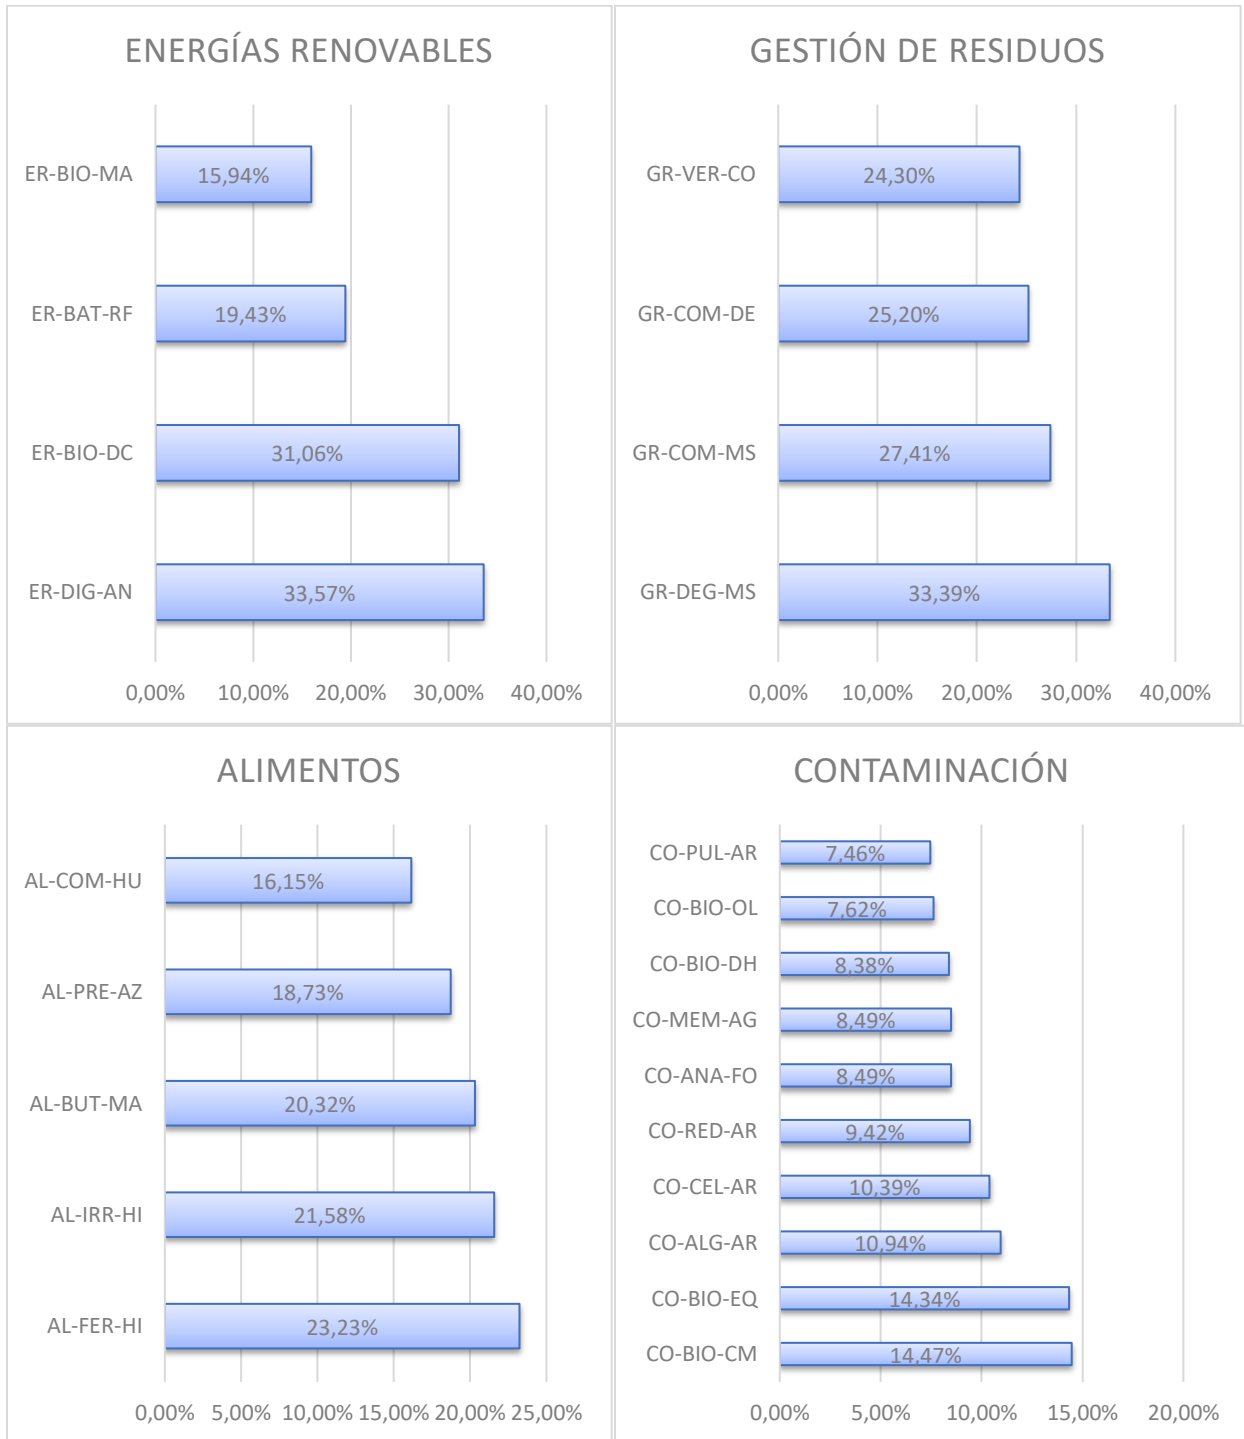 ENERGÍAS RENOVABLES
ER-BIO-MA 15,94%
ER-BAT-RF 19,43%
ER-BIO-DC 31,06%
ER-DIG-AN 33,57%
0,00% 10,00% 20,00% 30,00% 40,00%
GESTIÓN DE RESIDUOS
GR-VER-CO 24,30%
GR-COM-DE 25,20%
GR-COM-MS 27,41%
GR-DEG-MS 33,39%
0,00% 10,00% 20,00% 30,00% 40,00%
ALIMENTOS
AL-COM-HU 16,15%
AL-PRE-AZ 18,73%
AL-BUT-MA 20,32%
AL-IRR-HI 21,58%
AL-FER-HI 23,23%
0,00% 5,00% 10,00% 15,00% 20,00% 25,00%
CONTAMINACIÓN
CO-PUL-AR 7,46%
CO-BIO-OL 7,62%
CO-BIO-DH 8,38%
CO-MEM-AG 8,49%
CO-ANA-FO 8,49%
CO-RED-AR 9,42%
CO-CEL-AR 10,39%
CO-ALG-AR 10,94%
CO-BIO-EQ 14,34%
CO-BIO-CM 14,47%
0,00% 5,00% 10,00% 15,00% 20,00%